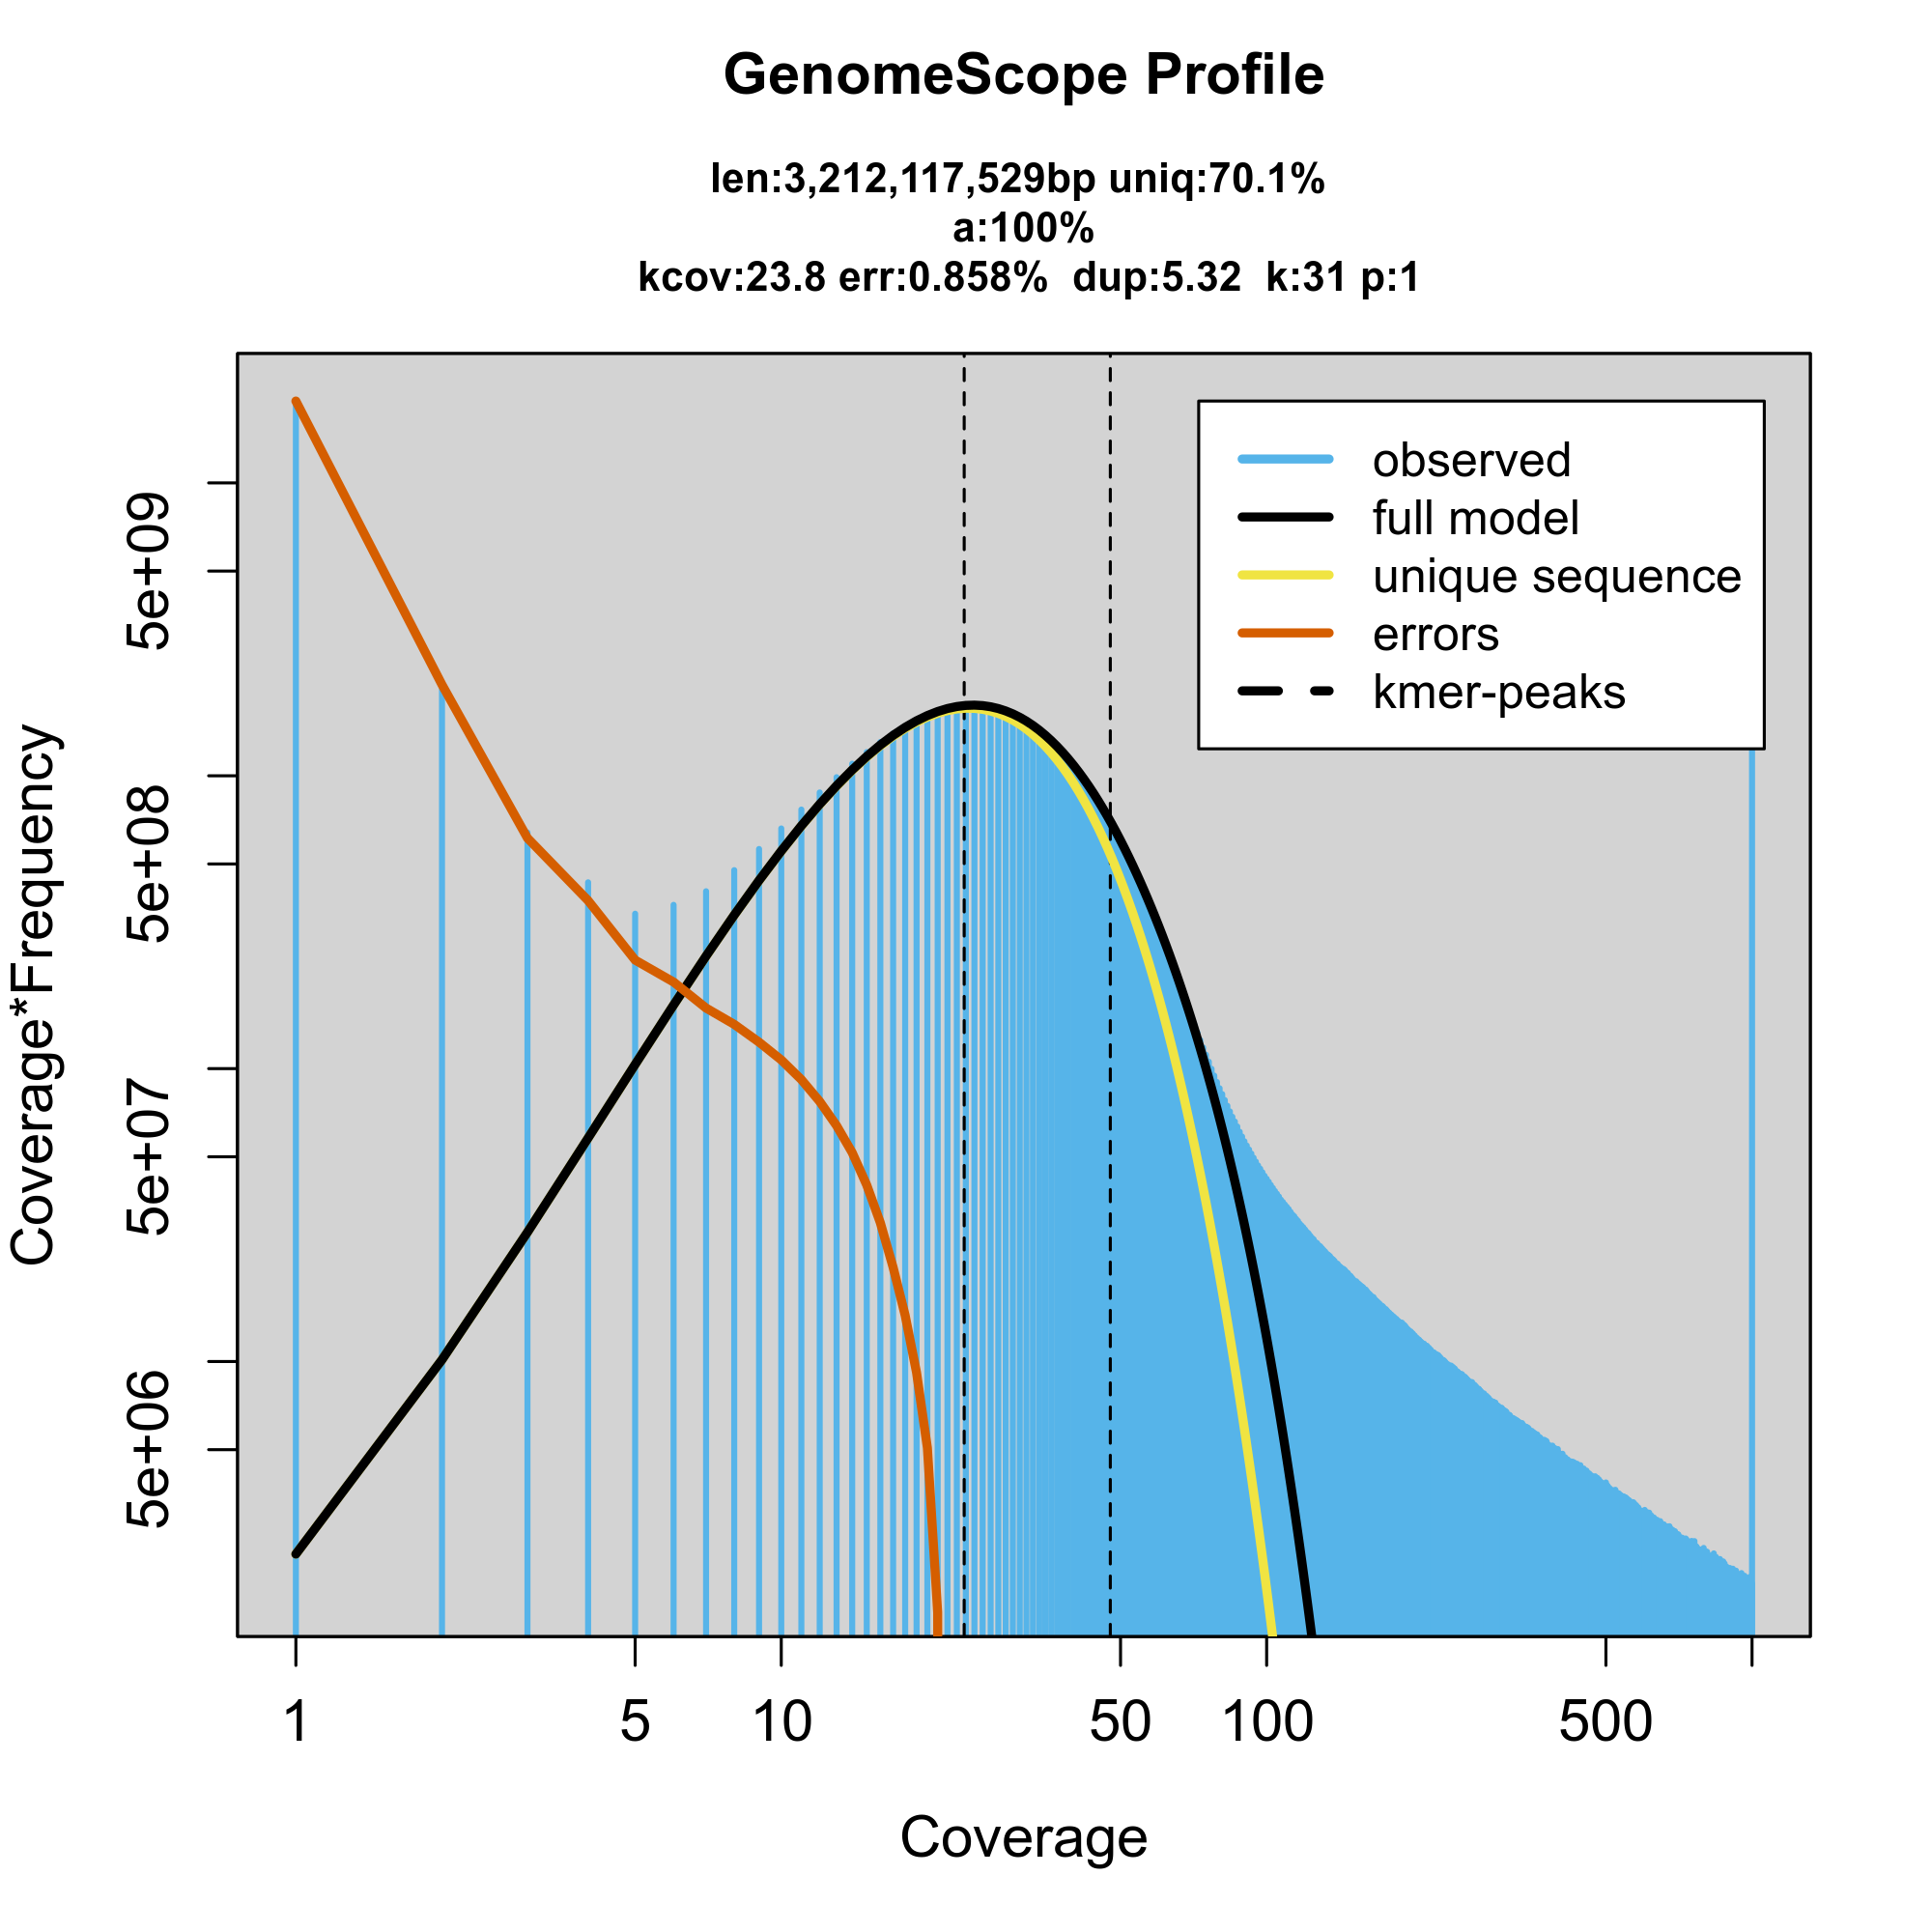 GenomeScope Profile
len:3,212,117,529bp uniq:70.1%
a:100%
kcov:23.8 err:0.858%  dup:5.32  k:31 p:1
observed
full model
unique sequence
errors
kmer-peaks
Coverage*Frequency
5e+09
5e+08
5e+07
5e+06
1
5
10
50
100
500
Coverage